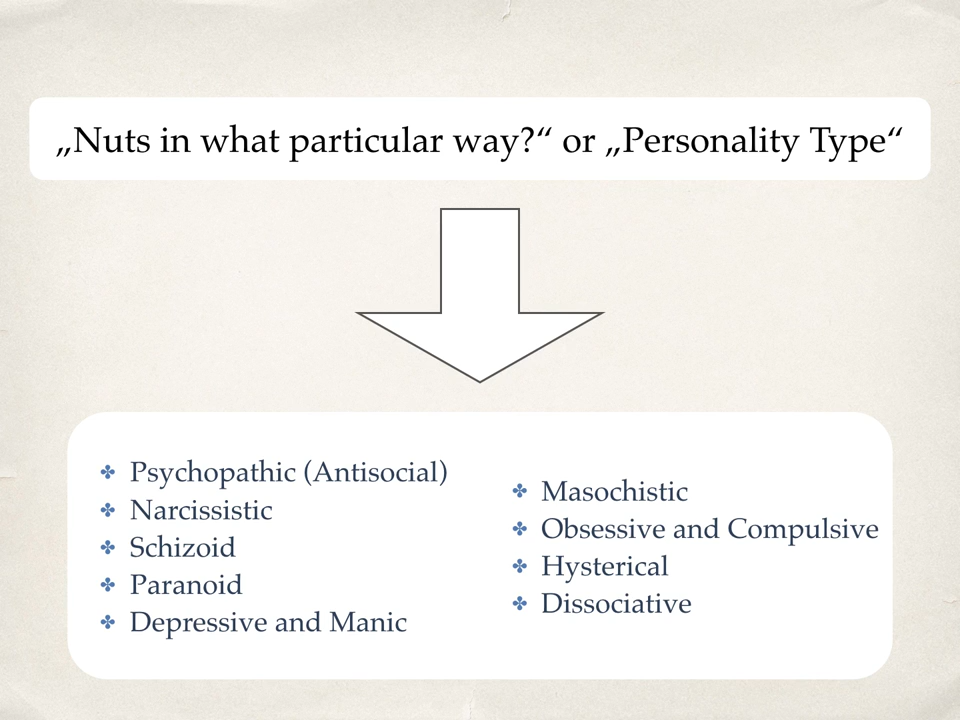 „Nuts in what particular way?“ or „Personality Type“
✤ Psychopathic (Antisocial)
✤ Narcissistic
✤ Schizoid
✤ Paranoid
✤ Depressive and Manic
✤ Masochistic
✤ Obsessive and Compulsive
✤ Hysterical
✤ Dissociative